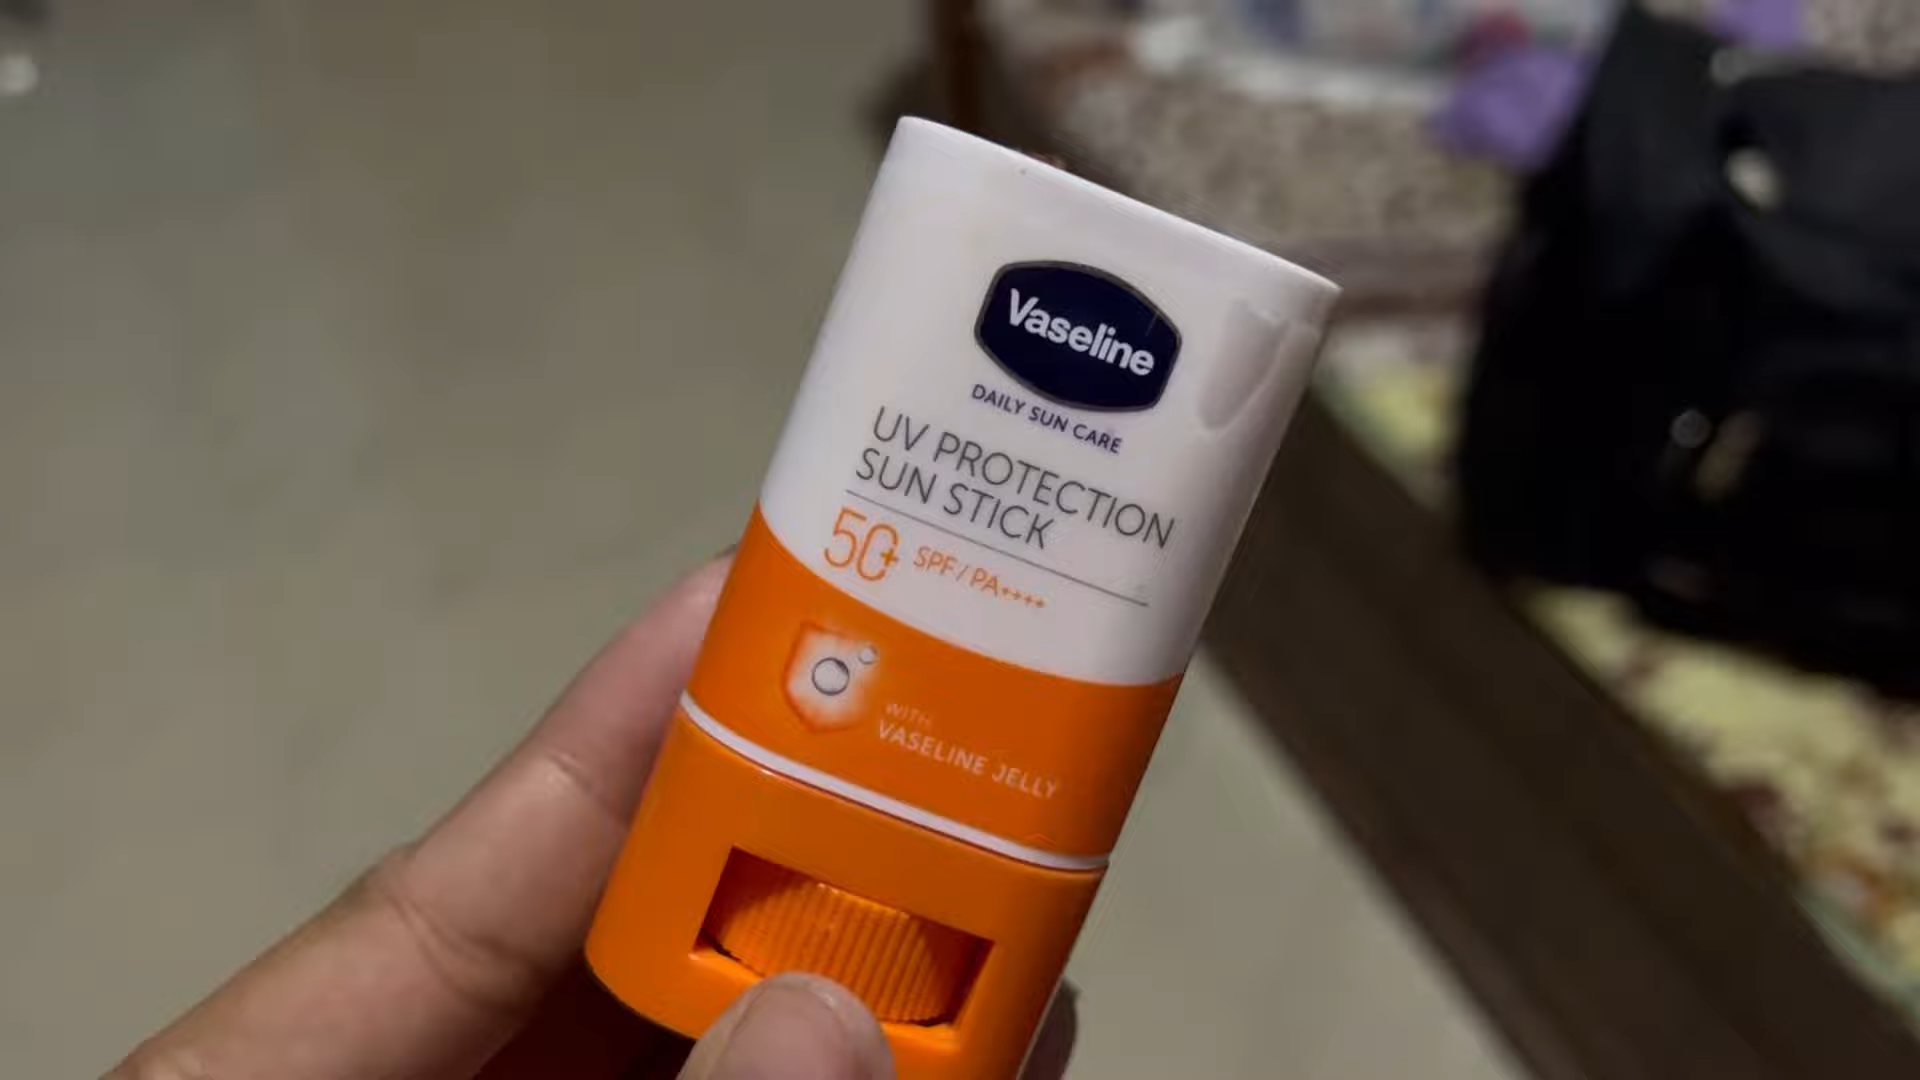 Vaseline
DAILY SUN CARE
UV PROTECTION
SUN STICK
50+ SPF/PA++++
WITH
VASELINE JELLY